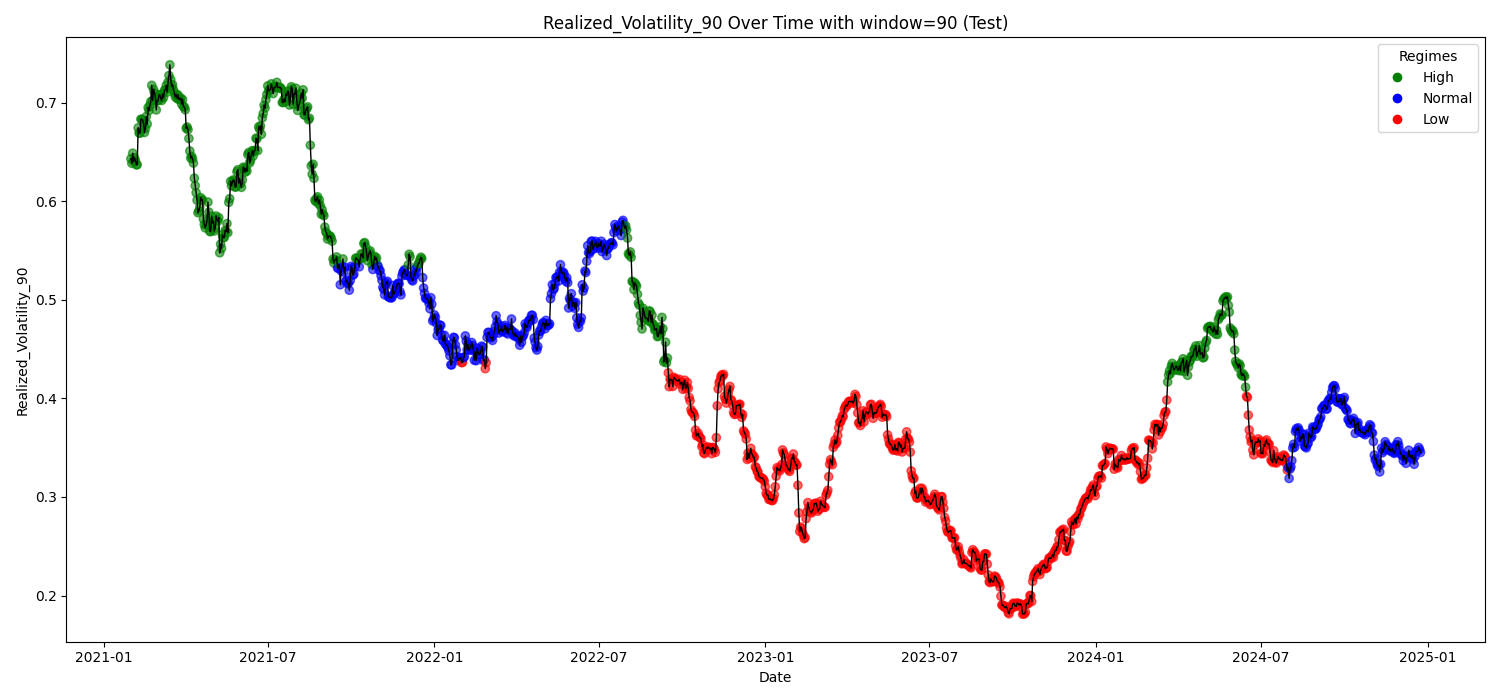 Realized_Volatility_90 Over Time with window=90 (Test)
Regimes
High
Normal
Low
Realized_Volatility_90
0.7
0.6
0.5
0.4
0.3
0.2
2021-01
2021-07
2022-01
2022-07
2023-01
2023-07
2024-01
2024-07
2025-01
Date